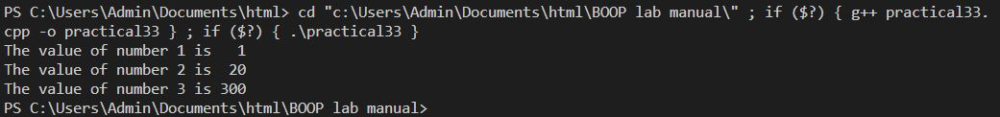 PS C:\Users\Admin\Documents\html> cd "c:\Users\Admin\Documents\html\BOOP lab manual\" ; if ($?) { g++ practical33.
cpp -o practical33 } ; if ($?) { .\practical33 }
The value of number 1 is   1
The value of number 2 is  20
The value of number 3 is 300
PS C:\Users\Admin\Documents\html\BOOP lab manual>